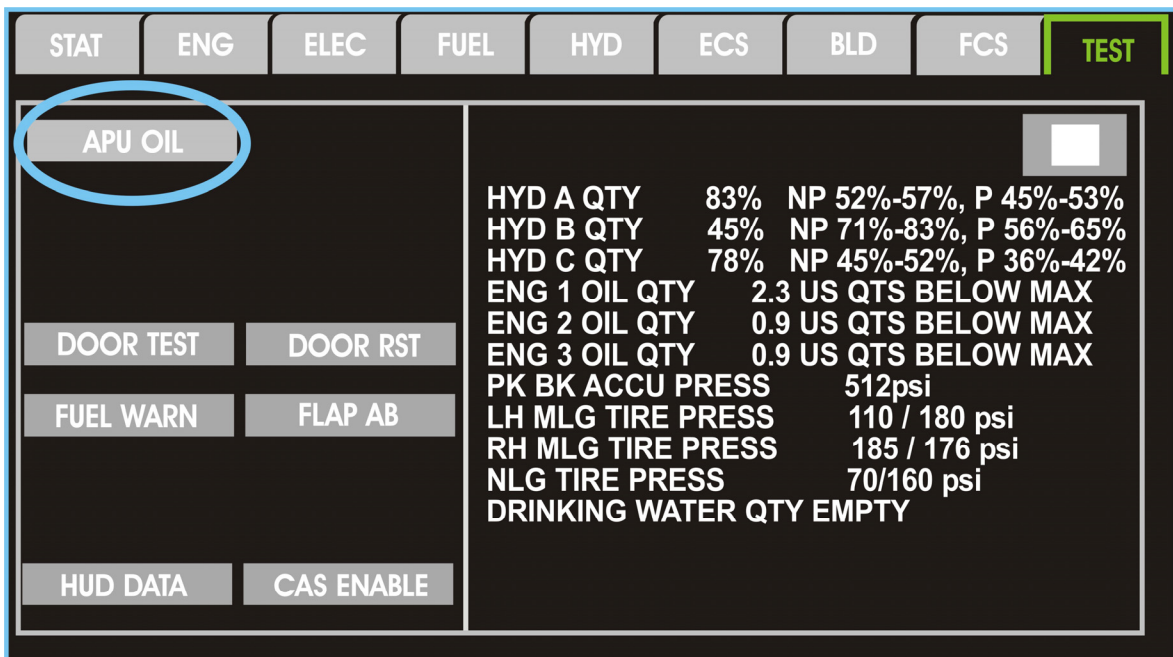 STAT ENG ELEC FUEL HYD ECS BLD FCS TEST
APU OIL
DOOR TEST DOOR RST
FUEL WARN FLAP AB
HUD DATA CAS ENABLE
HYD A QTY 83% NP 52%-57%, P 45%-53%
HYD B QTY 45% NP 71%-83%, P 56%-65%
HYD C QTY 78% NP 45%-52%, P 36%-42%
ENG 1 OIL QTY 2.3 US QTS BELOW MAX
ENG 2 OIL QTY 0.9 US QTS BELOW MAX
ENG 3 OIL QTY 0.9 US QTS BELOW MAX
PK BK ACCU PRESS 512psi
LH MLG TIRE PRESS 110 / 180 psi
RH MLG TIRE PRESS 185 / 176 psi
NLG TIRE PRESS 70/160 psi
DRINKING WATER QTY EMPTY